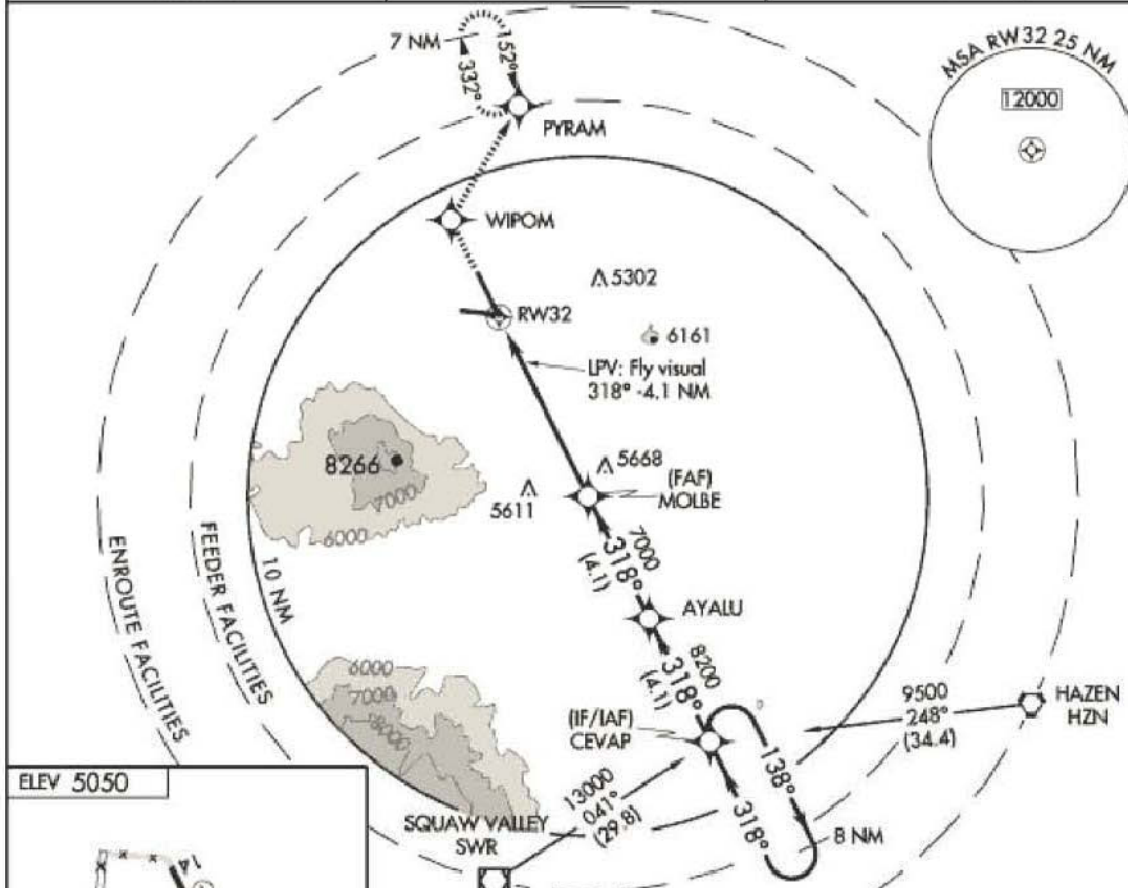 7 NM
332°
152°
PYRAM
WIPOM
MSA RW32 25 NM
12000
5302
RW32
6161
LPV: Fly visual
318° -4.1 NM
8266
7000
6000
5668
5611
(FAF)
MOLBE
7000
318°
(4.1)
ENROUTE FACILITIES
FEEDER FACILITIES
10 NM
AYALU
8200
318°
(4.1)
6000
7000
8000
(IF/IAF)
CEVAP
9500
248°
(34.4)
HAZEN
HZN
138°
318°
8 NM
13000
041°
(29.8)
SQUAW VALLEY
SWR
ELEV 5050